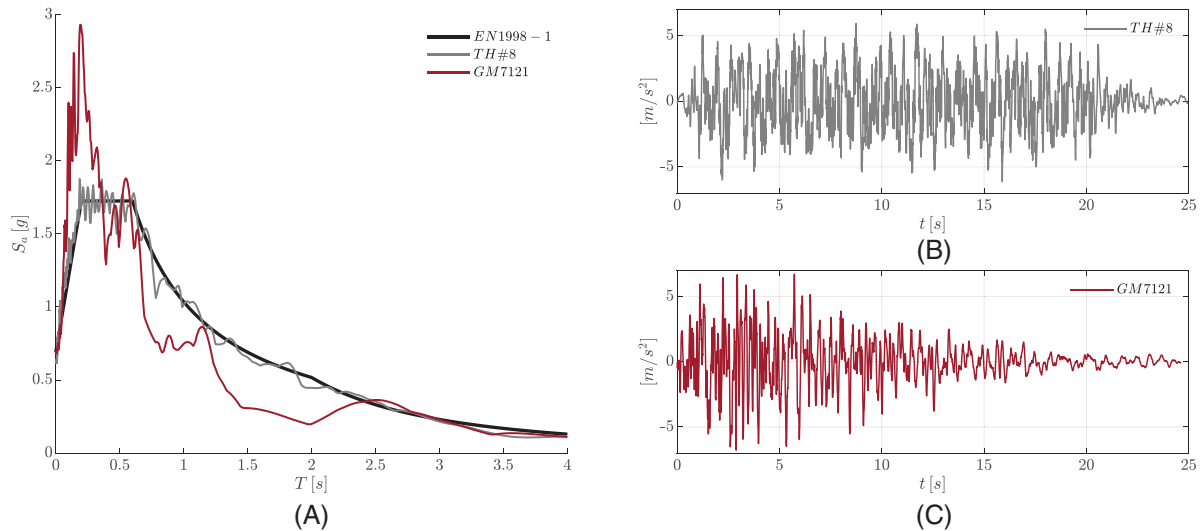 3
2.5
2
1.5
1
0.5
0
S_a [g]
EN1998 − 1
TH#8
GM7121
0 0.5 1 1.5 2 2.5 3 3.5 4
T [s]
(A)
5
0
−5
[m/s²]
TH#8
0 5 10 15 20 25
t [s]
(B)
5
0
−5
[m/s²]
GM7121
0 5 10 15 20 25
t [s]
(C)